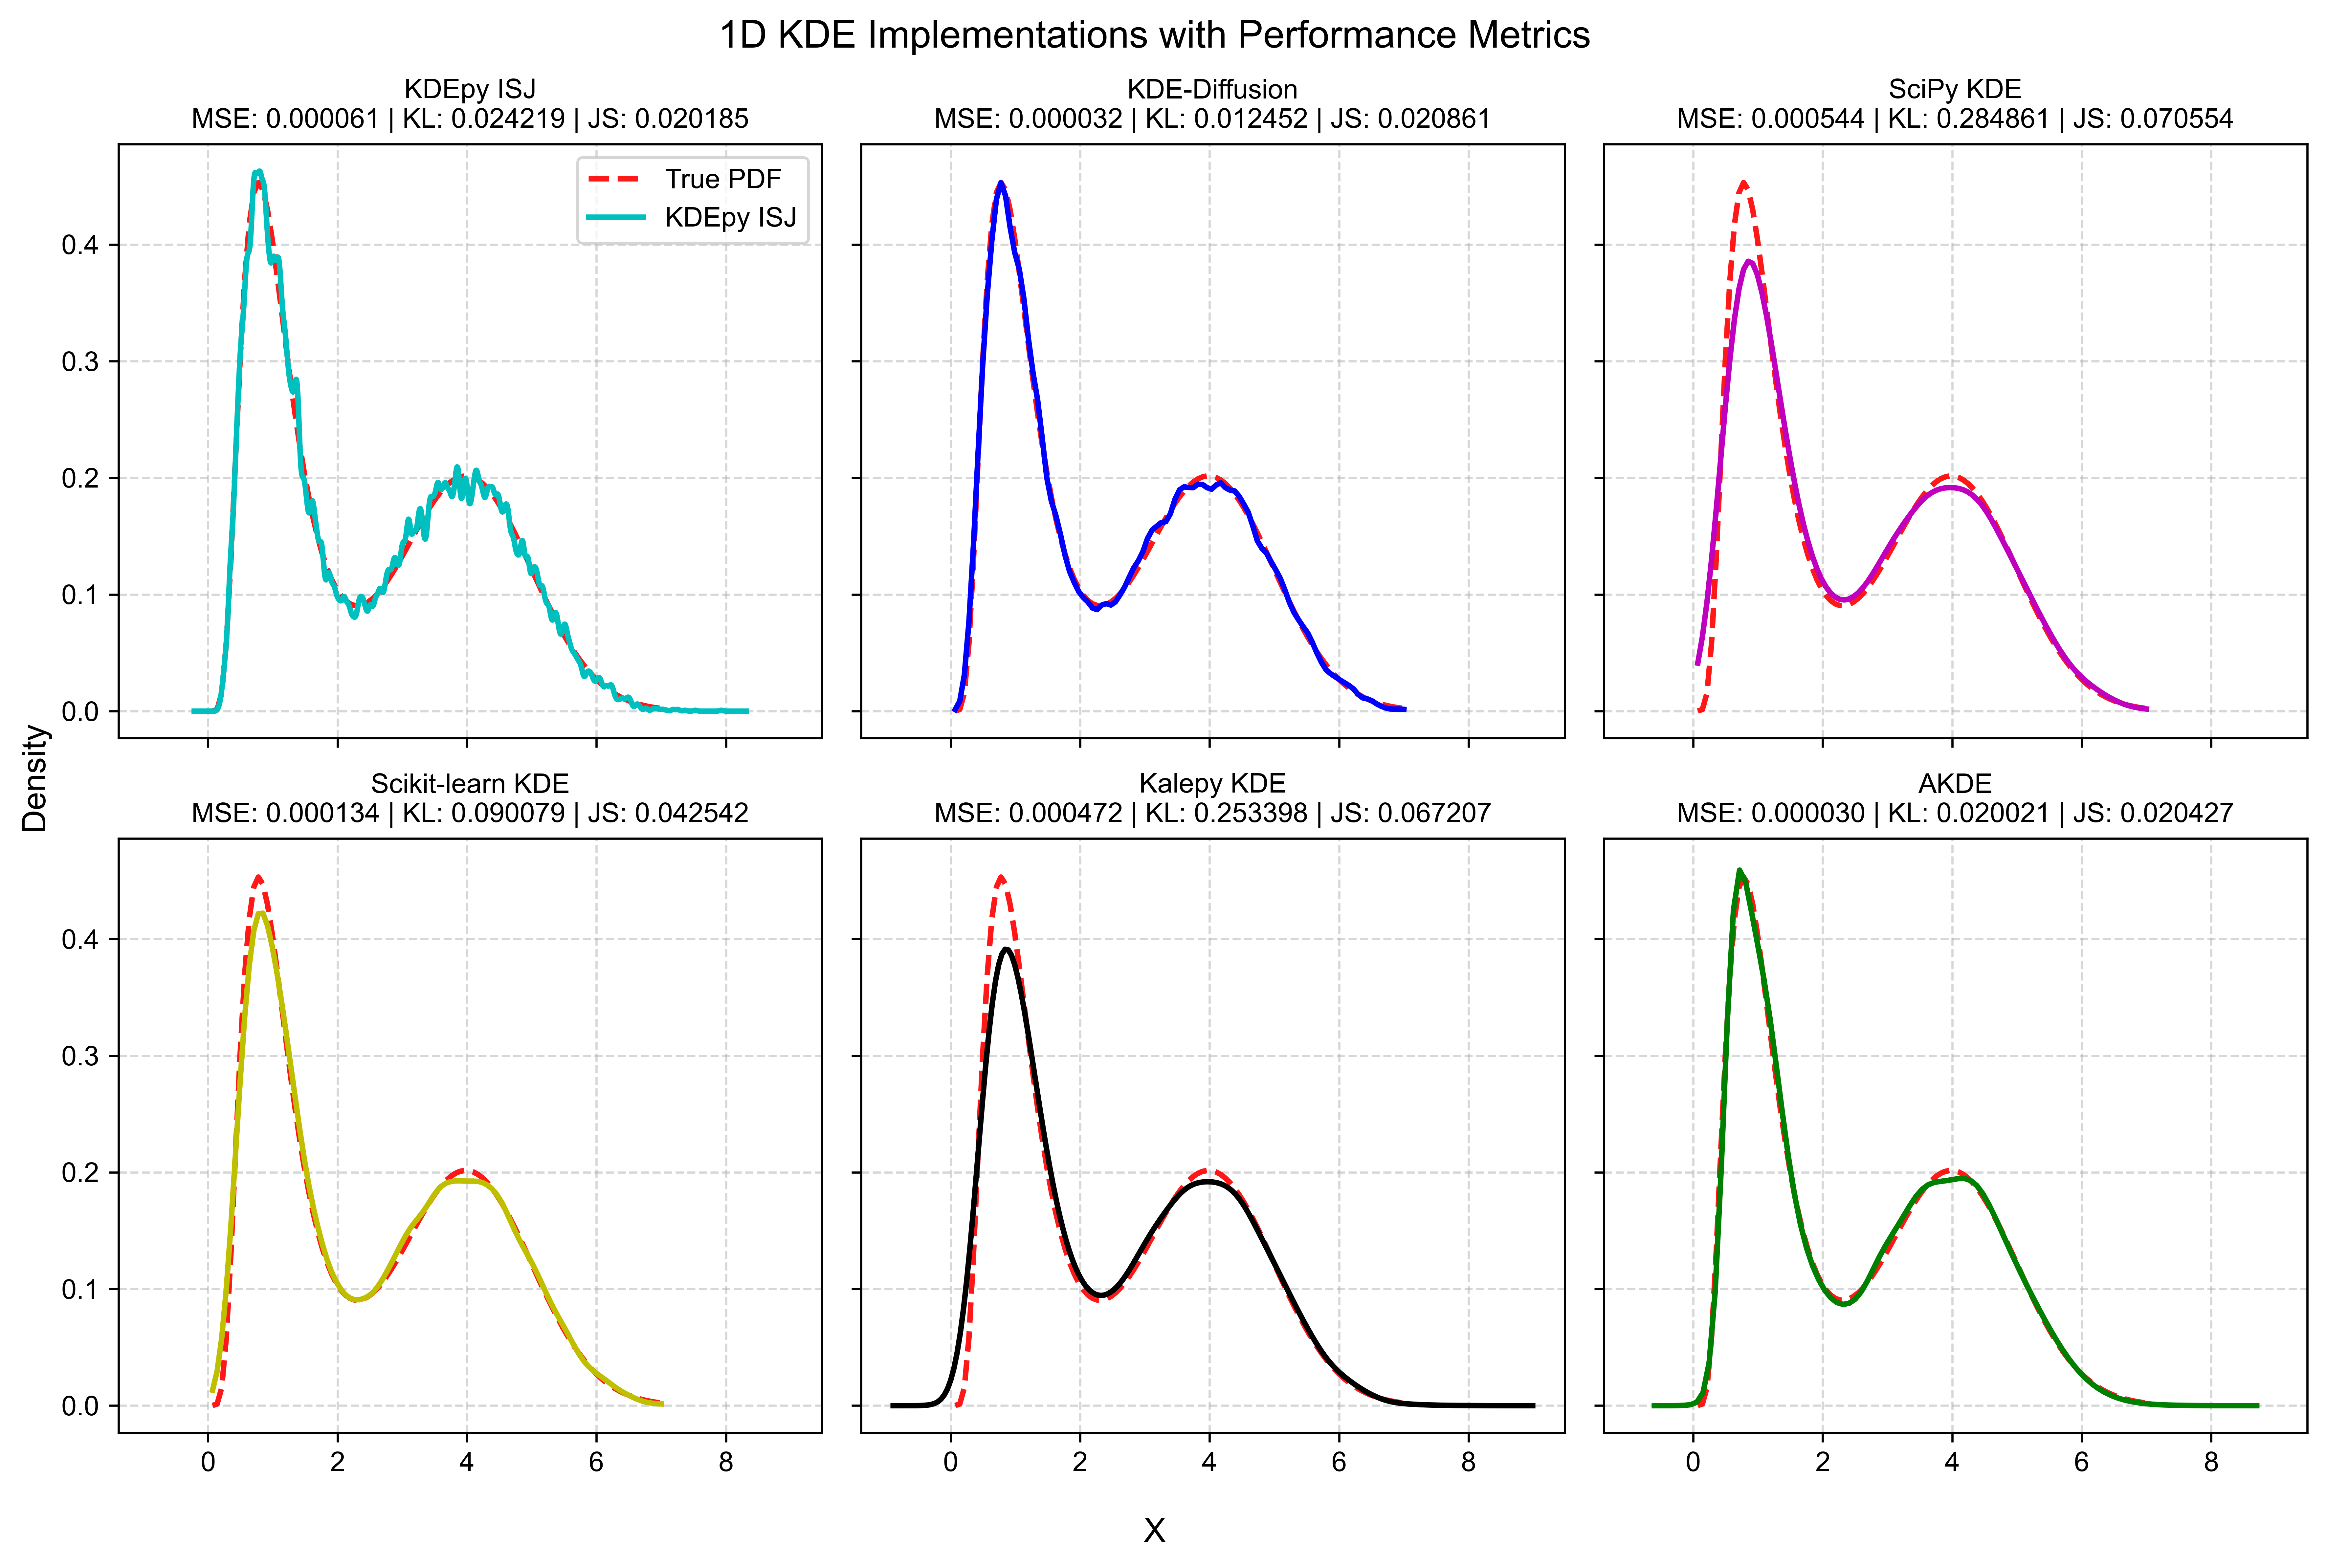 1D KDE Implementations with Performance Metrics
KDEpy ISJ
MSE: 0.000061 | KL: 0.024219 | JS: 0.020185
KDE-Diffusion
MSE: 0.000032 | KL: 0.012452 | JS: 0.020861
SciPy KDE
MSE: 0.000544 | KL: 0.284861 | JS: 0.070554
True PDF
KDEpy ISJ
0.4
0.3
0.2
0.1
0.0
Density
Scikit-learn KDE
MSE: 0.000134 | KL: 0.090079 | JS: 0.042542
Kalepy KDE
MSE: 0.000472 | KL: 0.253398 | JS: 0.067207
AKDE
MSE: 0.000030 | KL: 0.020021 | JS: 0.020427
0.4
0.3
0.2
0.1
0.0
0 2 4 6 8
0 2 4 6 8
0 2 4 6 8
X